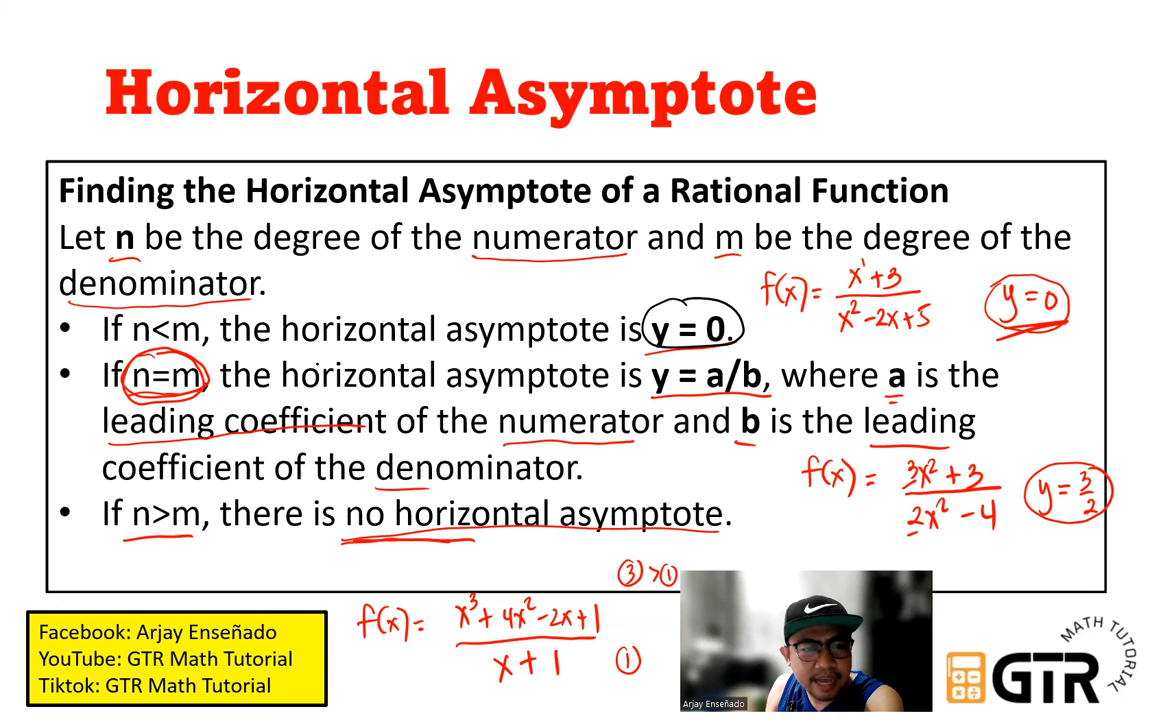 Horizontal Asymptote
Finding the Horizontal Asymptote of a Rational Function
Let n be the degree of the numerator and m be the degree of the
denominator.
f(x) = x¹ + 3 / x² - 2x + 5
y = 0
• If n<m, the horizontal asymptote is y = 0.
• If n=m, the horizontal asymptote is y = a/b, where a is the
leading coefficient of the numerator and b is the leading
coefficient of the denominator.
f(x) = 3x² + 3 / 2x² - 4
y = 3/2
• If n>m, there is no horizontal asymptote.
③ > ①
f(x) = x³ + 4x² - 2x + 1 / x + 1
①
Facebook: Arjay Enseñado
YouTube: GTR Math Tutorial
Tiktok: GTR Math Tutorial
Arjay Enseñado
GTR
MATH TUTORIAL